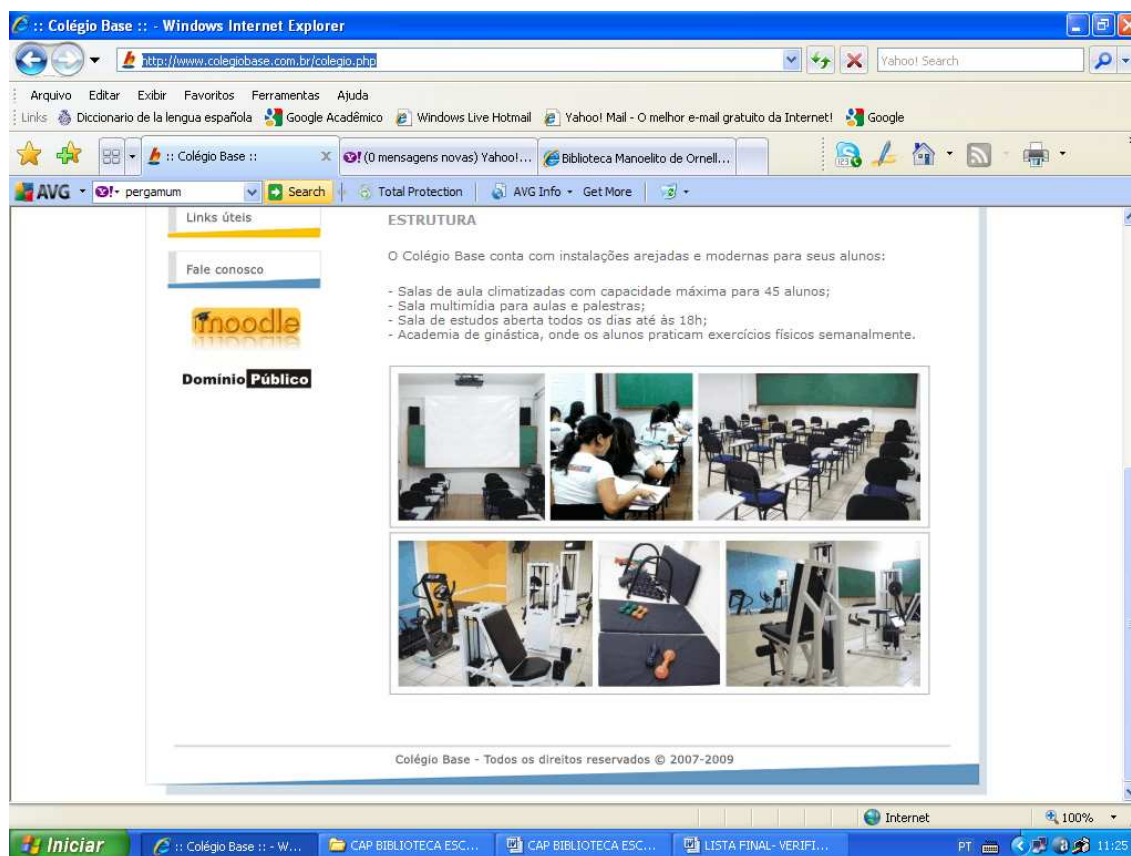 :: Colégio Base :: - Windows Internet Explorer
http://www.colegiobase.com.br/colegio.php
Yahoo! Search
Arquivo Editar Exibir Favoritos Ferramentas Ajuda
Links Diccionario de la lengua española Google Acadêmico Windows Live Hotmail Yahoo! Mail - O melhor e-mail gratuito da Internet! Google
:: Colégio Base :: X (0 mensagens novas) Yahoo!... Biblioteca Manoelito de Ornell...
AVG Y! pergamum Search Total Protection AVG Info Get More
Links úteis
Fale conosco
moodle
Domínio Público
ESTRUTURA
O Colégio Base conta com instalações arejadas e modernas para seus alunos:
- Salas de aula climatizadas com capacidade máxima para 45 alunos;
- Sala multimídia para aulas e palestras;
- Sala de estudos aberta todos os dias até às 18h;
- Academia de ginástica, onde os alunos praticam exercícios físicos semanalmente.
Colégio Base - Todos os direitos reservados © 2007-2009
Internet 100%
Iniciar :: Colégio Base :: - W... CAP BIBLIOTECA ESC... CAP BIBLIOTECA ESC... LISTA FINAL- VERIFI... PT 11:25